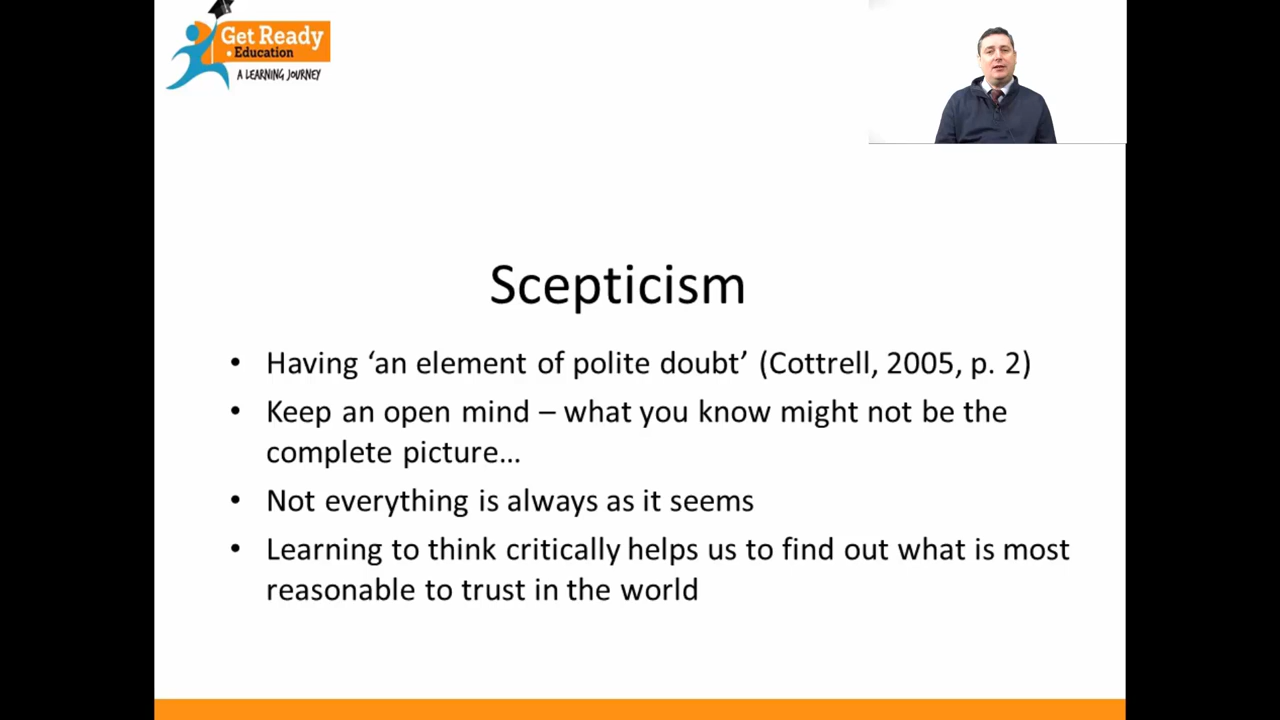 Get Ready
• Education
A LEARNING JOURNEY
Scepticism
• Having ‘an element of polite doubt’ (Cottrell, 2005, p. 2)
• Keep an open mind – what you know might not be the
complete picture…
• Not everything is always as it seems
• Learning to think critically helps us to find out what is most
reasonable to trust in the world